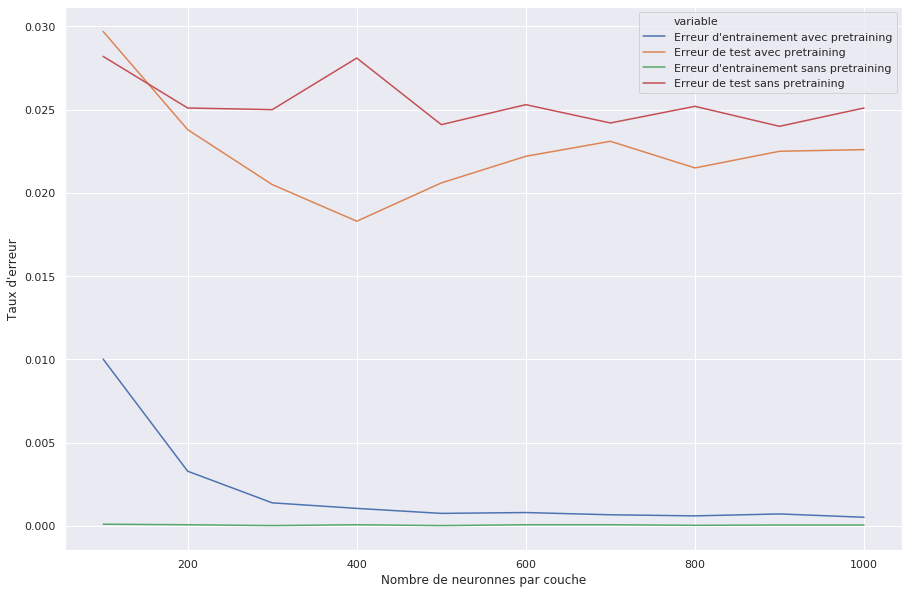 variable
Erreur d'entrainement avec pretraining
Erreur de test avec pretraining
Erreur d'entrainement sans pretraining
Erreur de test sans pretraining
Taux d'erreur
0.030
0.025
0.020
0.015
0.010
0.005
0.000
200
400
600
800
1000
Nombre de neuronnes par couche